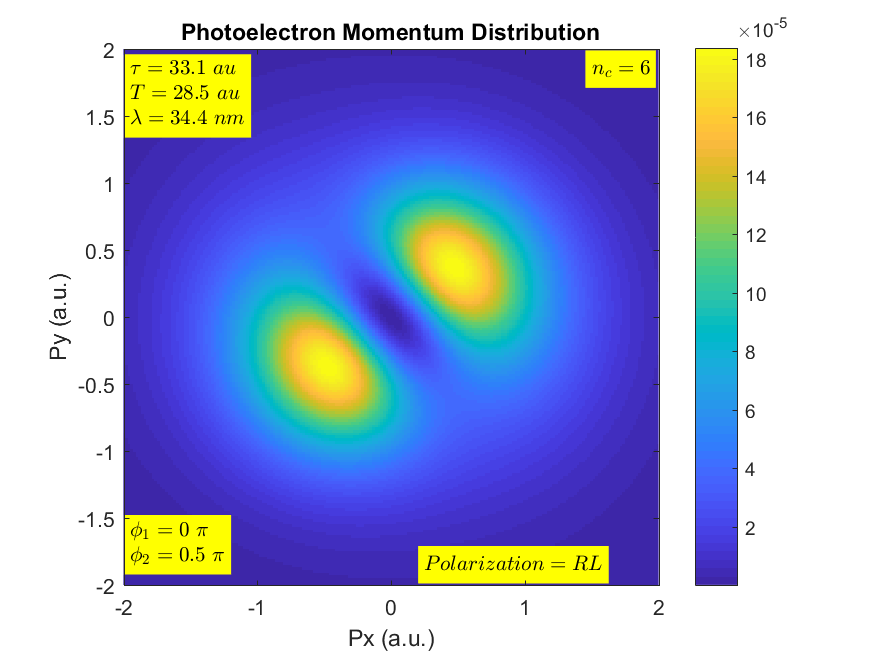 Photoelectron Momentum Distribution
×10⁻⁵
τ = 33.1 au
T = 28.5 au
λ = 34.4 nm
n_c = 6
2
1.5
1
0.5
0
-0.5
-1
-1.5
-2
Py (a.u.)
18
16
14
12
10
8
6
4
2
ϕ₁ = 0 π
ϕ₂ = 0.5 π
Polarization = RL
-2
-1
0
1
2
Px (a.u.)